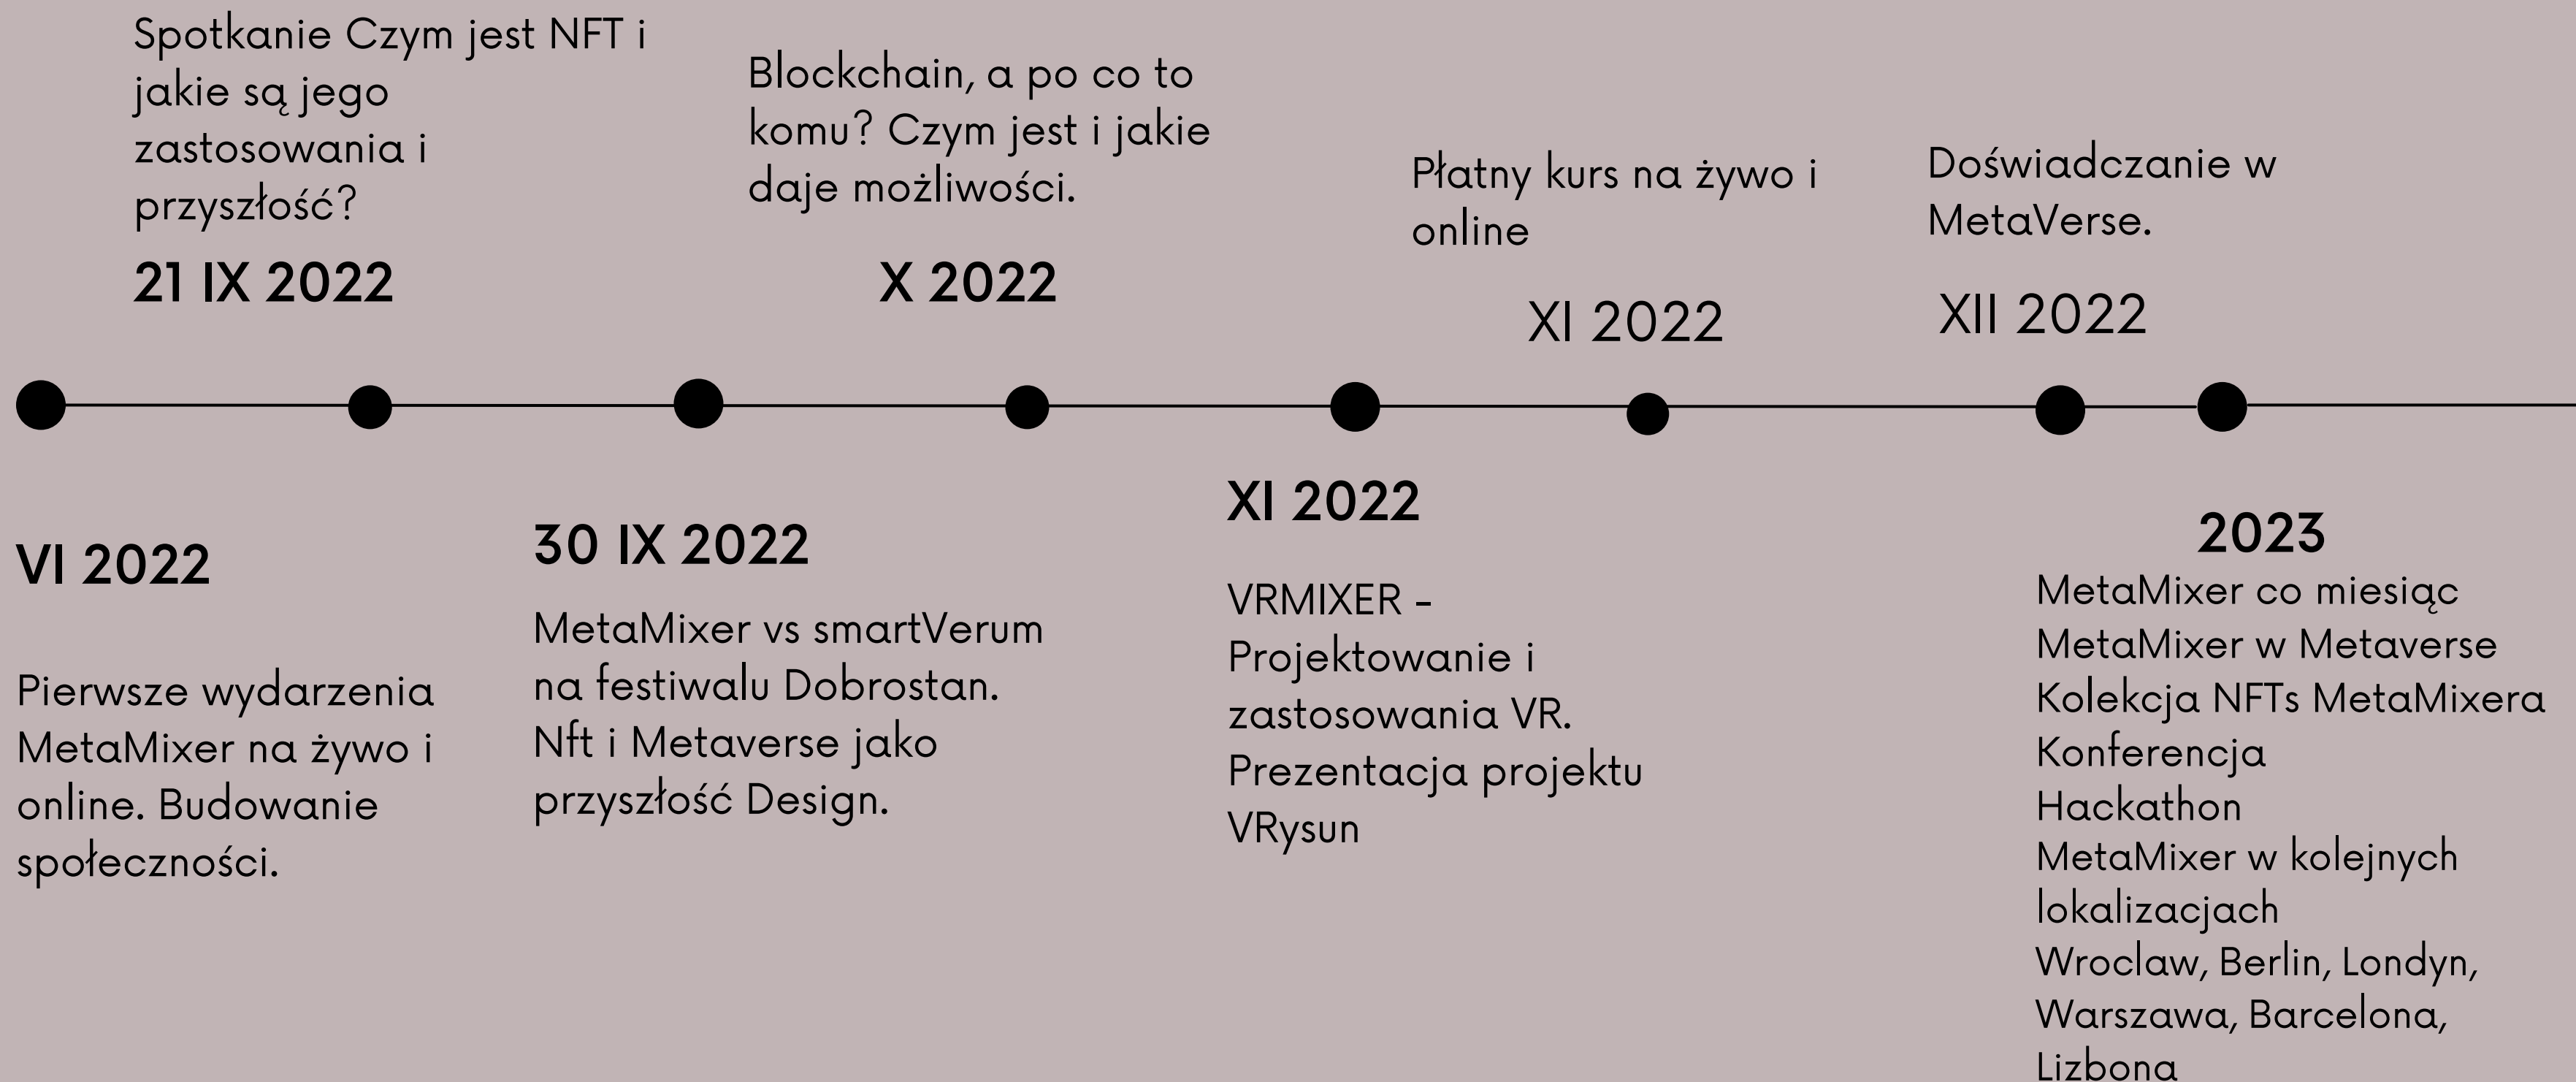 Spotkanie Czym jest NFT i
jakie są jego
zastosowania i
przyszłość?
21 IX 2022
Blockchain, a po co to
komu? Czym jest i jakie
daje możliwości.
X 2022
Płatny kurs na żywo i
online
XI 2022
Doświadczanie w
MetaVerse.
XII 2022
VI 2022
Pierwsze wydarzenia
MetaMixer na żywo i
online. Budowanie
społeczności.
30 IX 2022
MetaMixer vs smartVerum
na festiwalu Dobrostan.
Nft i Metaverse jako
przyszłość Design.
XI 2022
VRMIXER -
Projektowanie i
zastosowania VR.
Prezentacja projektu
VRysun
2023
MetaMixer co miesiąc
MetaMixer w Metaverse
Kolekcja NFTs MetaMixera
Konferencja
Hackathon
MetaMixer w kolejnych
lokalizacjach
Wroclaw, Berlin, Londyn,
Warszawa, Barcelona,
Lizbona